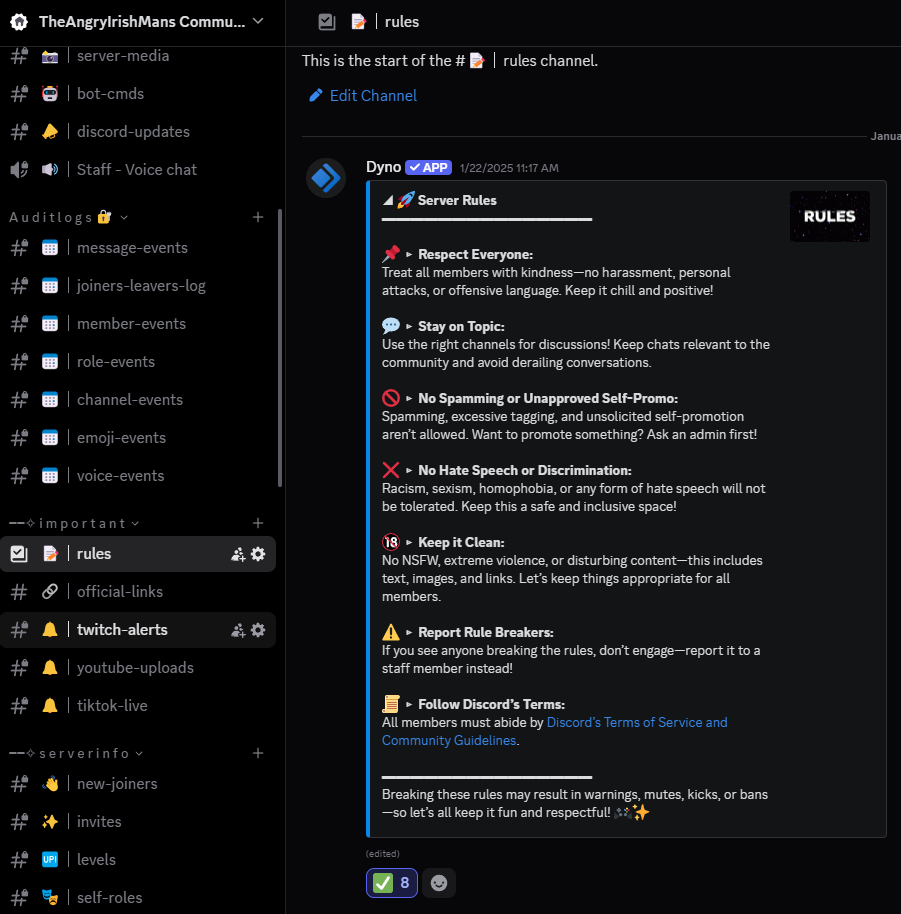 TheAngryIrishMans Commu...
server-media
bot-cmds
discord-updates
Staff - Voice chat
Auditlogs
message-events
joiners-leavers-log
member-events
role-events
channel-events
emoji-events
voice-events
important
rules
official-links
twitch-alerts
youtube-uploads
tiktok-live
serverinfo
new-joiners
UP!
invites
levels
self-roles
rules
This is the start of the # 📝 | rules channel.
Edit Channel
Janua
Dyno APP 1/22/2025 11:17 AM
Server Rules
RULES
Respect Everyone:
Treat all members with kindness—no harassment, personal
attacks, or offensive language. Keep it chill and positive!
Stay on Topic:
Use the right channels for discussions! Keep chats relevant to the
community and avoid derailing conversations.
No Spamming or Unapproved Self-Promo:
Spamming, excessive tagging, and unsolicited self-promotion
aren’t allowed. Want to promote something? Ask an admin first!
No Hate Speech or Discrimination:
Racism, sexism, homophobia, or any form of hate speech will not
be tolerated. Keep this a safe and inclusive space!
18
Keep it Clean:
No NSFW, extreme violence, or disturbing content—this includes
text, images, and links. Let’s keep things appropriate for all
members.
Report Rule Breakers:
If you see anyone breaking the rules, don’t engage—report it to a
staff member instead!
Follow Discord’s Terms:
All members must abide by Discord’s Terms of Service and
Community Guidelines.
Breaking these rules may result in warnings, mutes, kicks, or bans
—so let’s all keep it fun and respectful! 🎮✨
(edited)
8